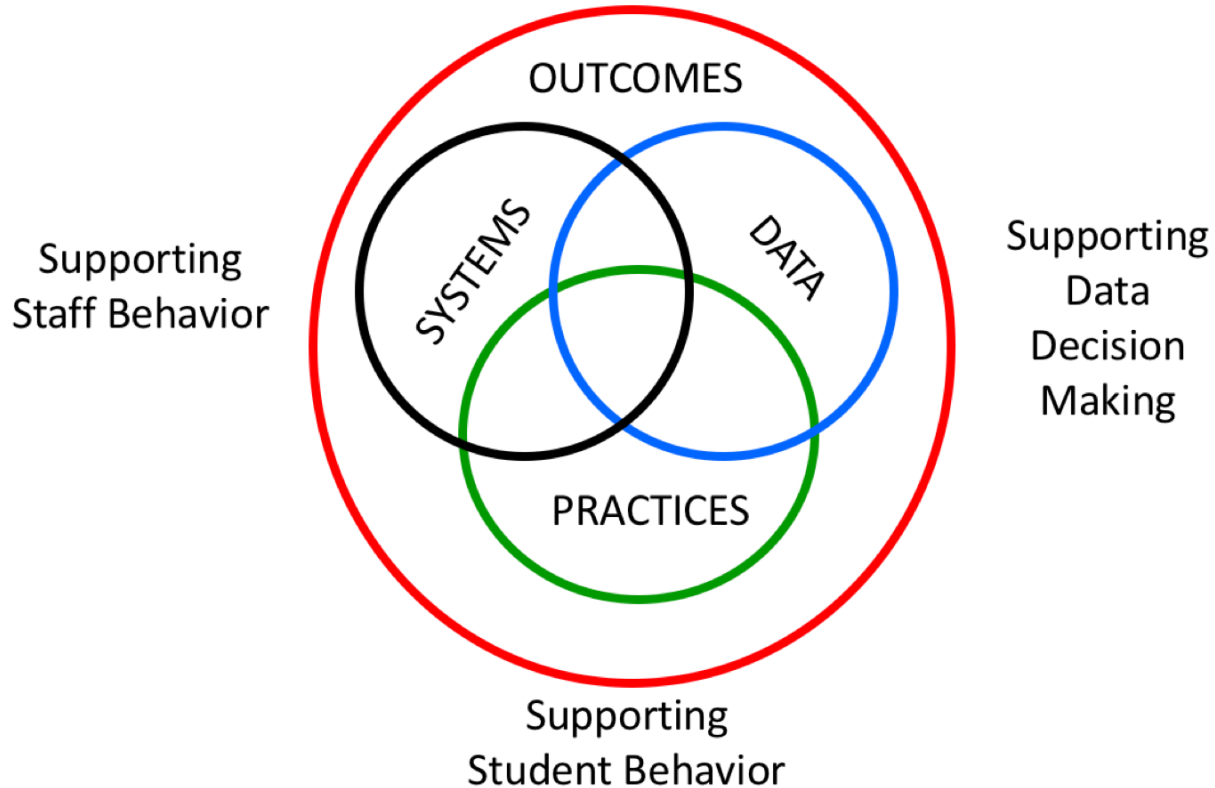 OUTCOMES
SYSTEMS
DATA
PRACTICES
Supporting
Staff Behavior
Supporting
Data
Decision
Making
Supporting
Student Behavior